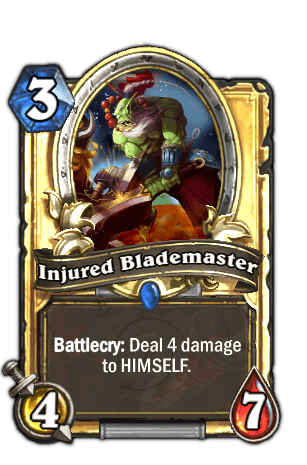 3
Injured Blademaster
Battlecry: Deal 4 damage
to HIMSELF.
4
7